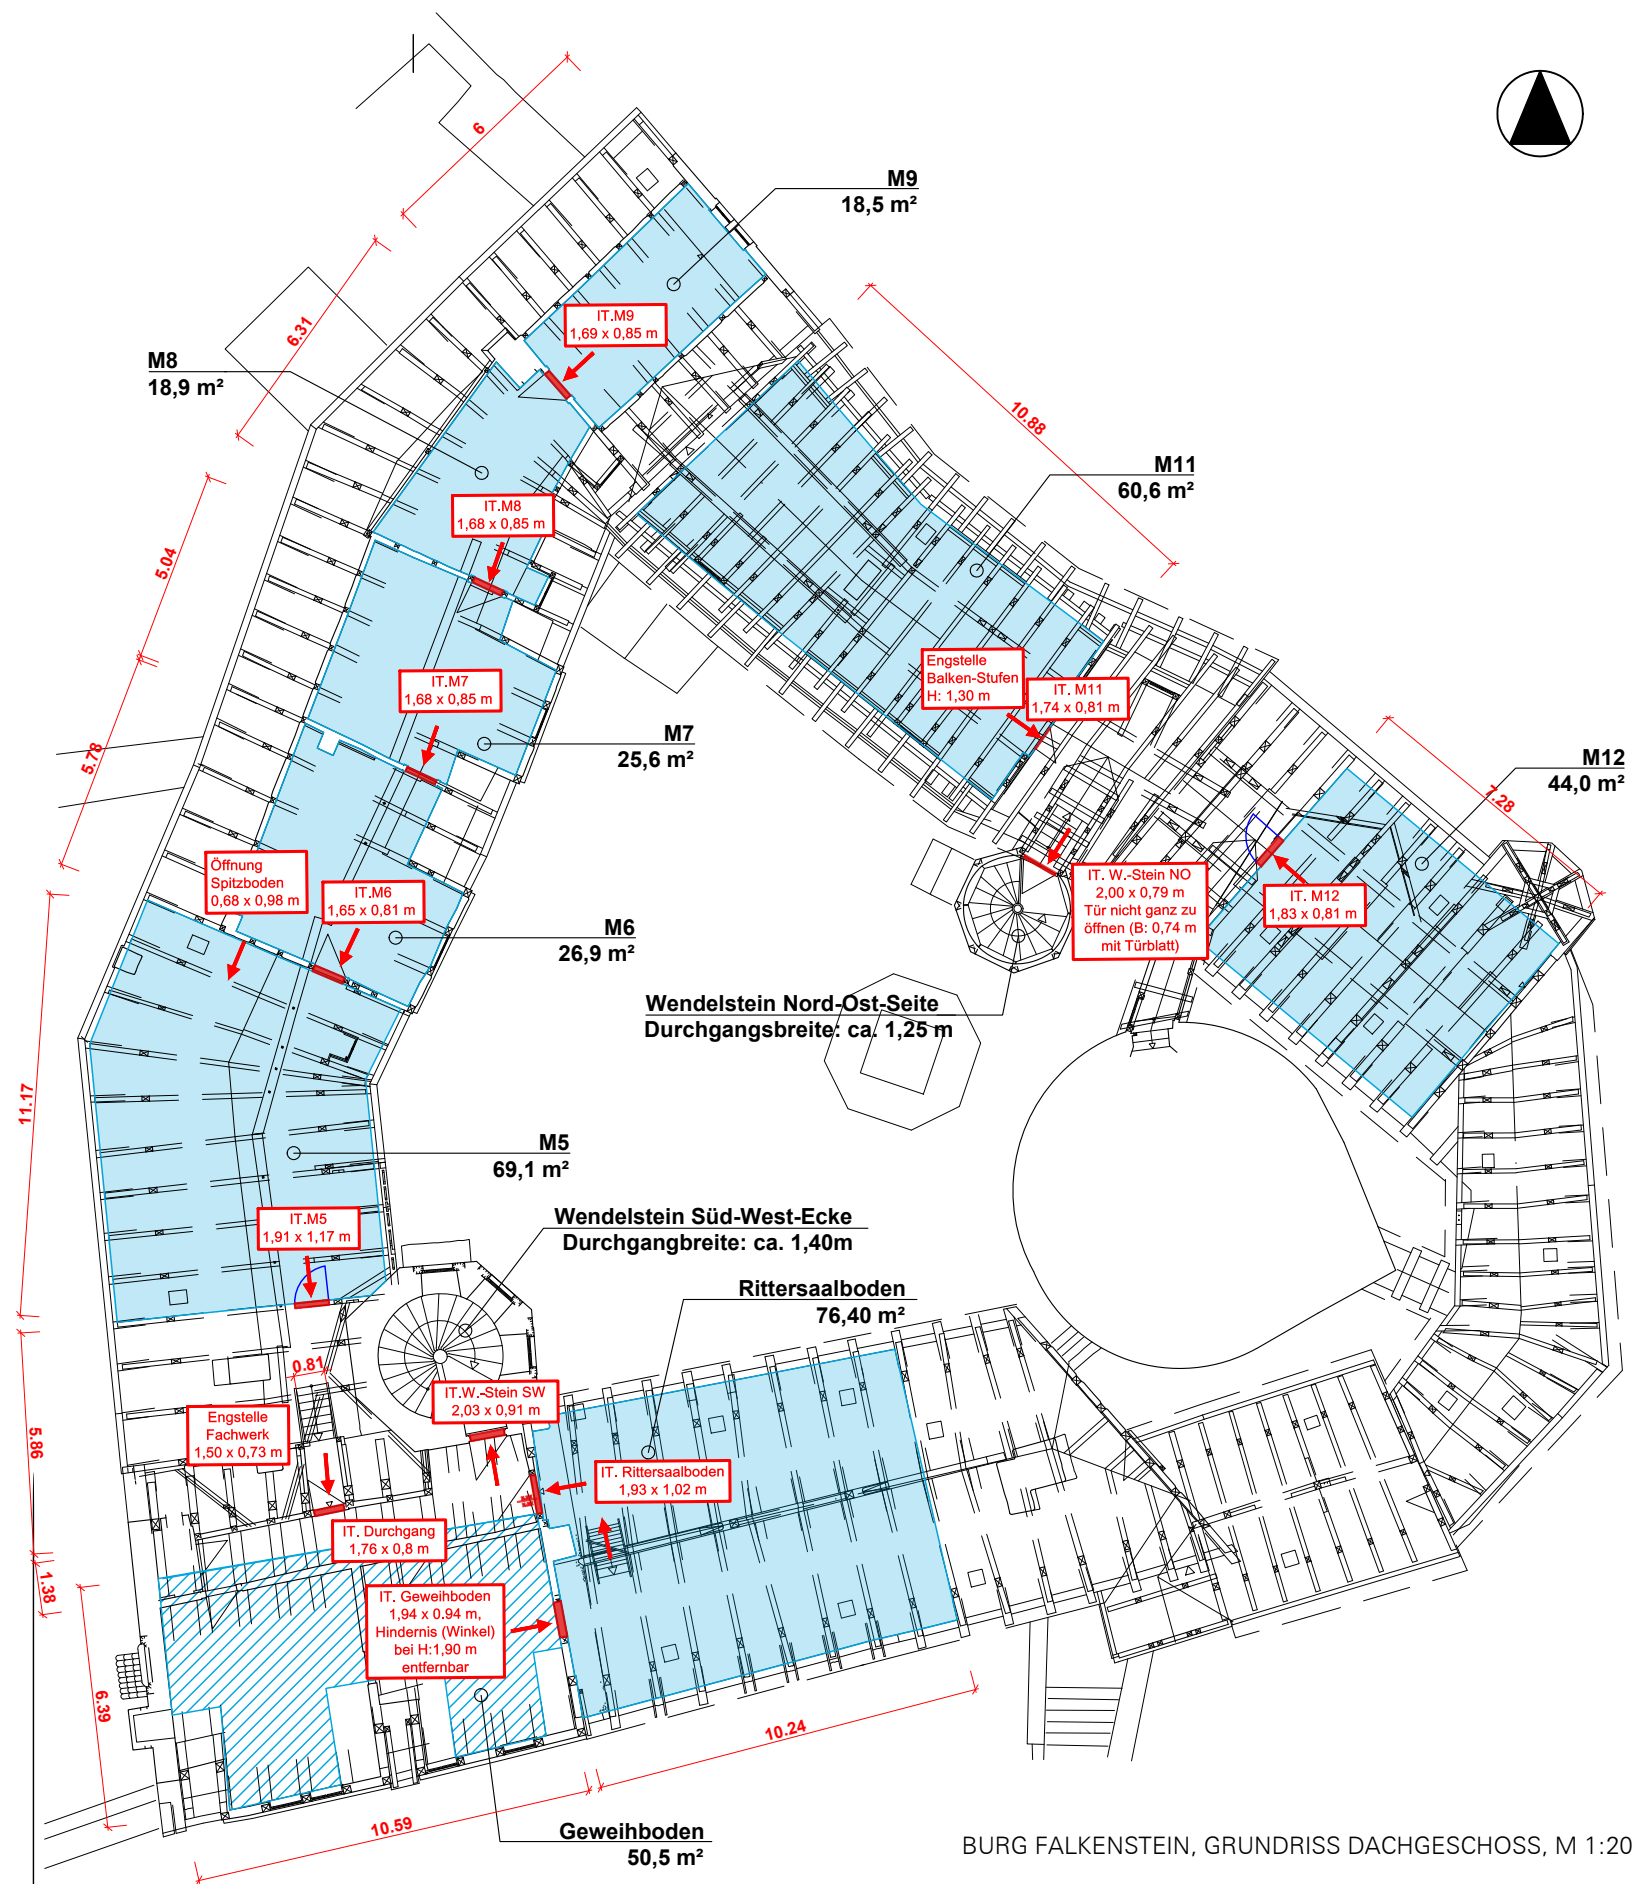 6
M9
18,5 m²
6.31
IT.M9
1,69 x 0,85 m
M8
18,9 m²
10.88
M11
60,6 m²
IT.M8
1,68 x 0,85 m
5.04
Engstelle
Balken-Stufen
H: 1,30 m
IT. M11
1,74 x 0,81 m
IT.M7
1,68 x 0,85 m
M7
25,6 m²
5.78
M12
44,0 m²
7.28
Öffnung
Spitzboden
0,68 x 0,98 m
IT.M6
1,65 x 0,81 m
IT. W.-Stein NO
2,00 x 0,79 m
Tür nicht ganz zu
öffnen (B: 0,74 m
mit Türblatt)
IT. M12
1,83 x 0,81 m
M6
26,9 m²
Wendelstein Nord-Ost-Seite
Durchgangsbreite: ca. 1,25 m
11.17
M5
69,1 m²
IT.M5
1,91 x 1,17 m
Wendelstein Süd-West-Ecke
Durchgangbreite: ca. 1,40m
Rittersaalboden
76,40 m²
0.81
IT.W.-Stein SW
2,03 x 0,91 m
Engstelle
Fachwerk
1,50 x 0,73 m
5.86
IT. Rittersaalboden
1,93 x 1,02 m
IT. Durchgang
1,76 x 0,8 m
1.38
IT. Geweihboden
1,94 x 0.94 m,
Hindernis (Winkel)
bei H:1,90 m
entfernbar
6.39
10.24
10.59
Geweihboden
50,5 m²
BURG FALKENSTEIN, GRUNDRISS DACHGESCHOSS, M 1:20